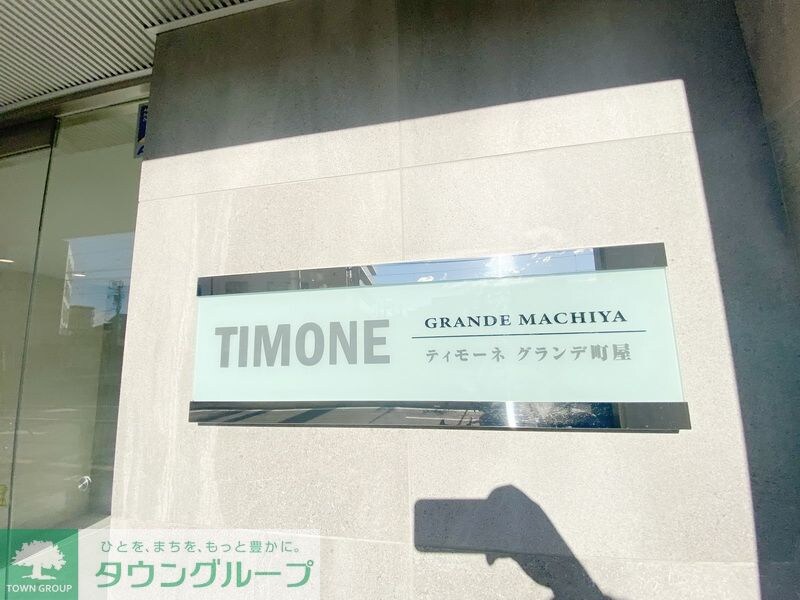 TIMONE
GRANDE MACHIYA
ティモーネ グランデ町屋
ひとを、まちを、もっと豊かに。
タウングループ
TOWN GROUP